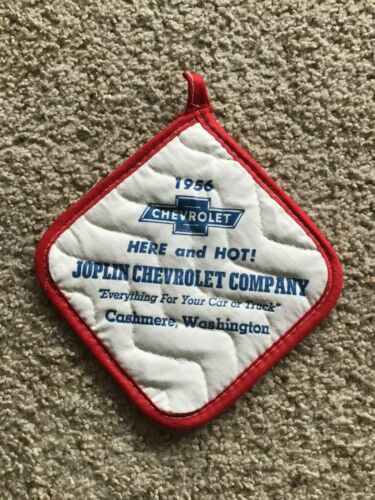 1956
CHEVROLET
HERE and HOT!
JOPLIN CHEVROLET COMPANY
"Everything For Your Car or Truck"
Cashmere, Washington